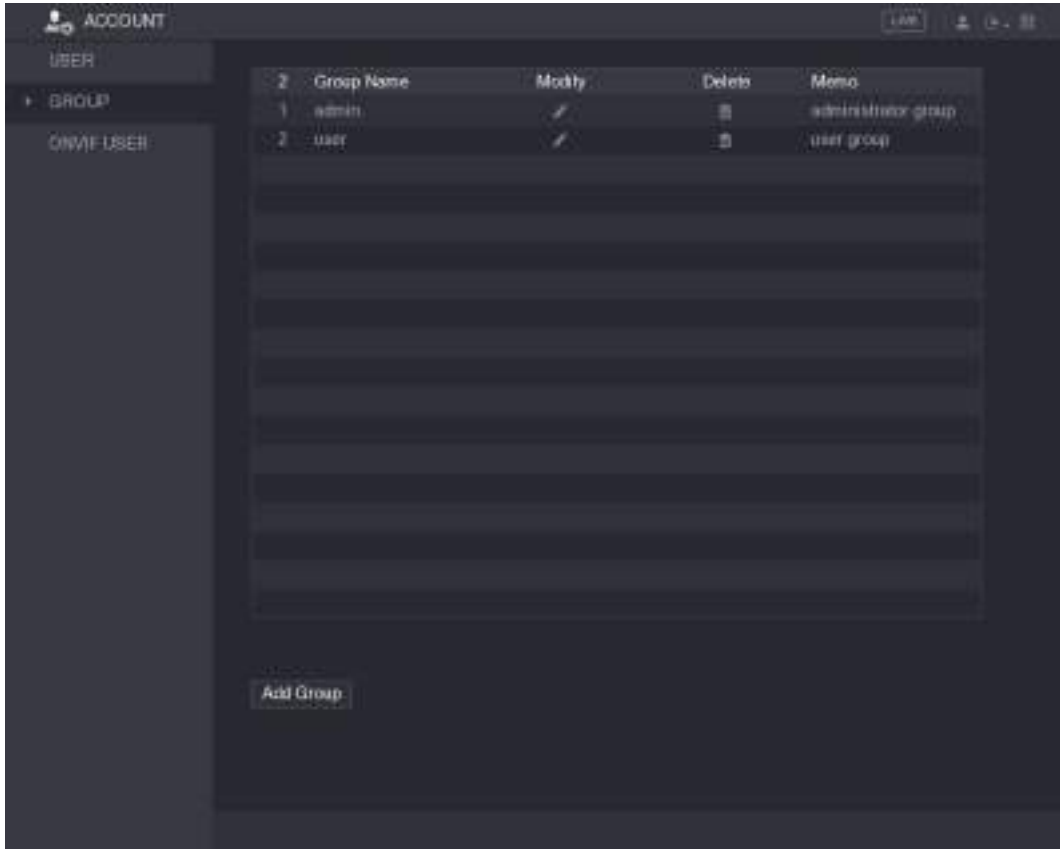 ACCOUNT
LIVE
USER
GROUP
ONVIF USER
2 Group Name Modify Delete Memo
1 admin administrator group
2 user user group
Add Group